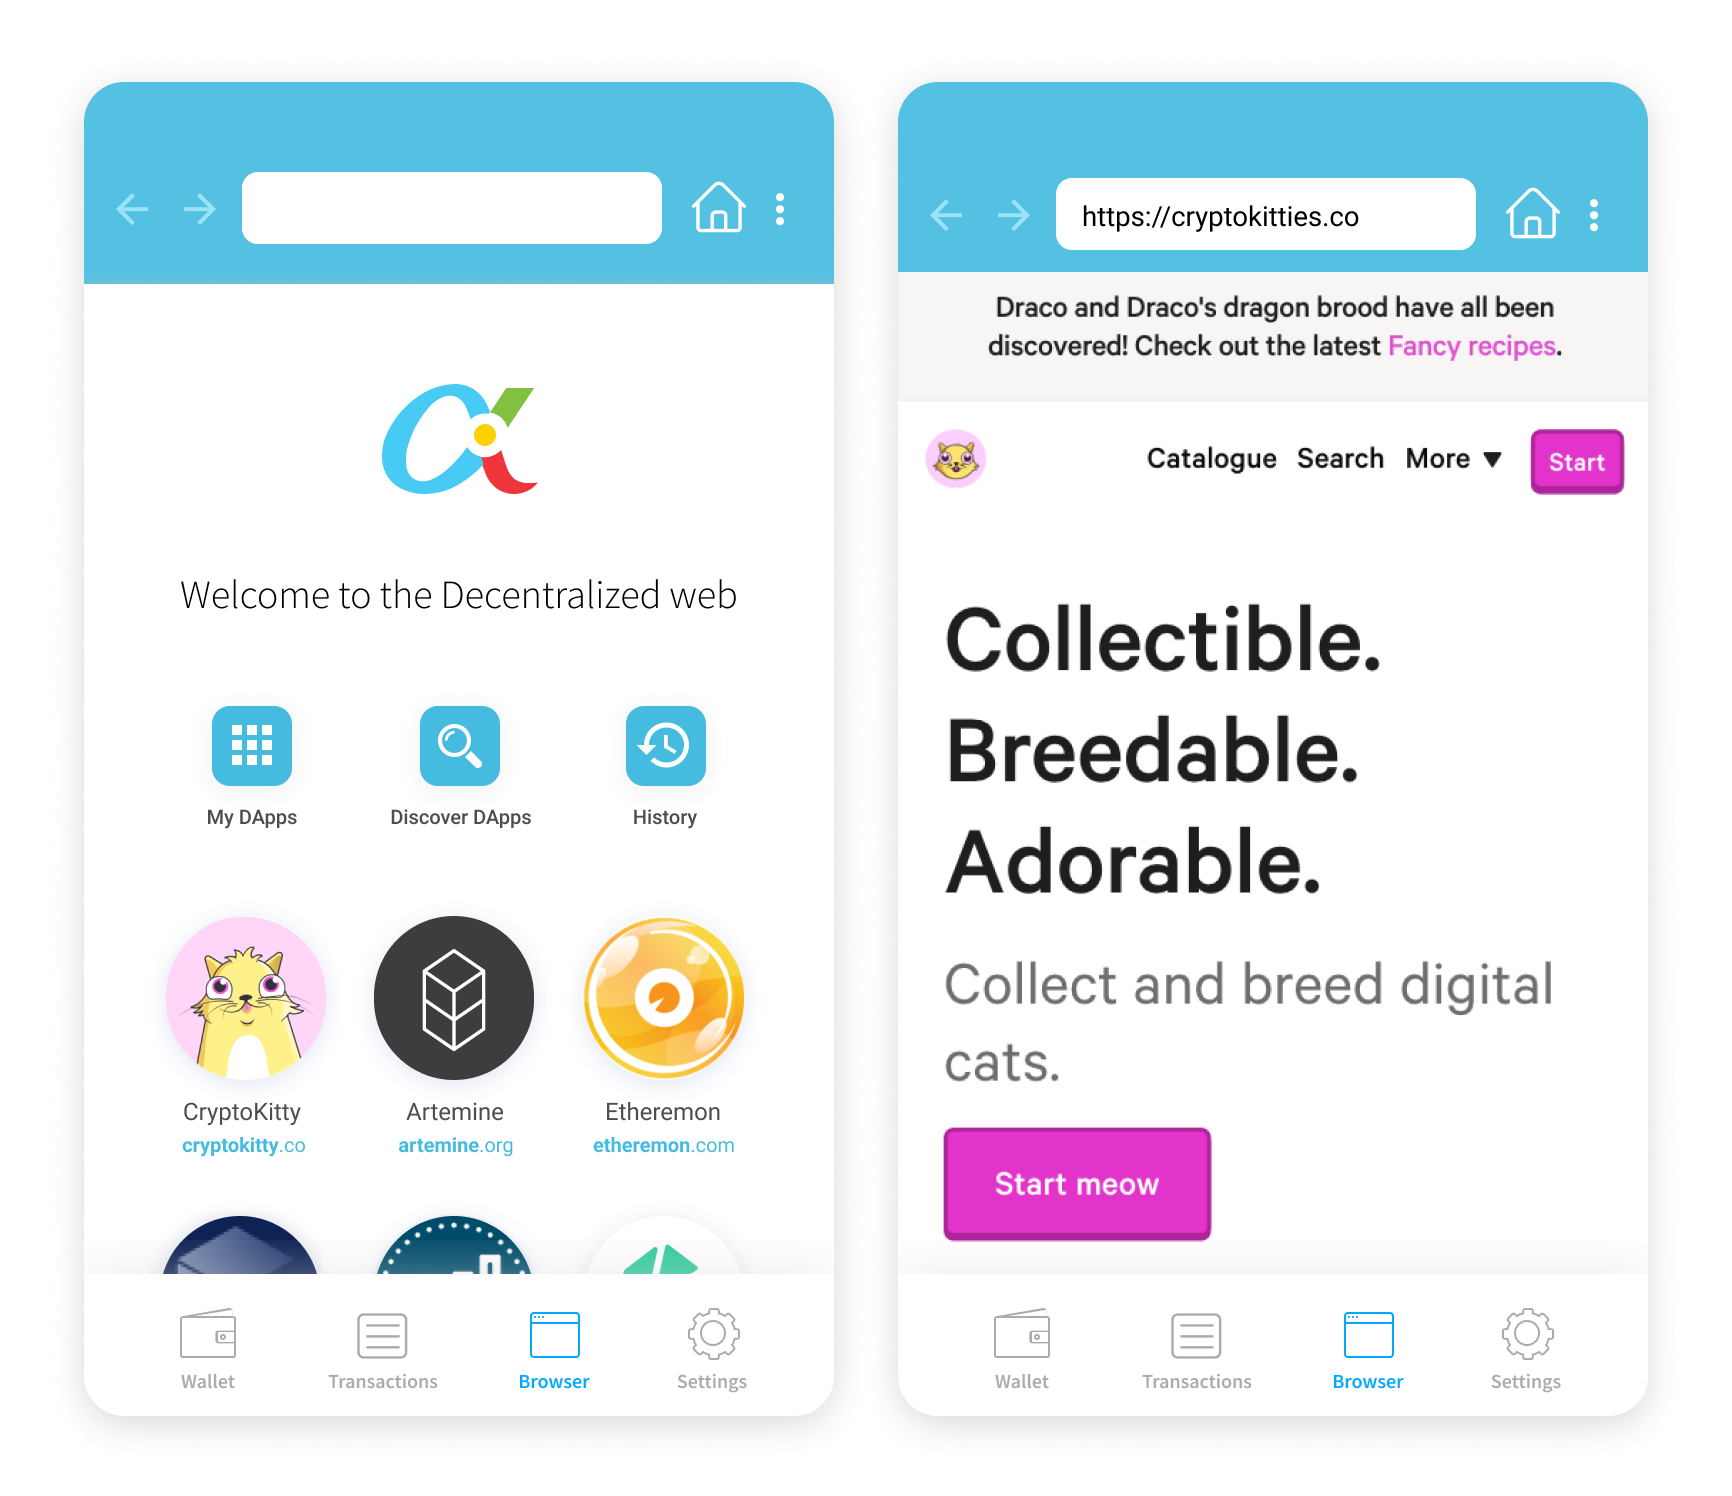 Welcome to the Decentralized web
My DApps
Discover DApps
History
CryptoKitty
cryptokitty.co
Artemine
artemine.org
Etheremon
etheremon.com
Wallet
Transactions
Browser
Settings
https://cryptokitties.co
Draco and Draco's dragon brood have all been
discovered! Check out the latest Fancy recipes.
Catalogue
Search
More
Start
Collectible.
Breedable.
Adorable.
Collect and breed digital
cats.
Start meow
Wallet
Transactions
Browser
Settings